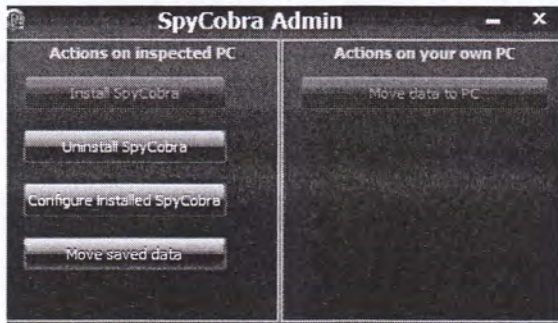 SpyCobra Admin
Actions on inspected PC
Install SpyCobra
Uninstall SpyCobra
Configure installed SpyCobra
Move saved data
Actions on your own PC
Move data to PC